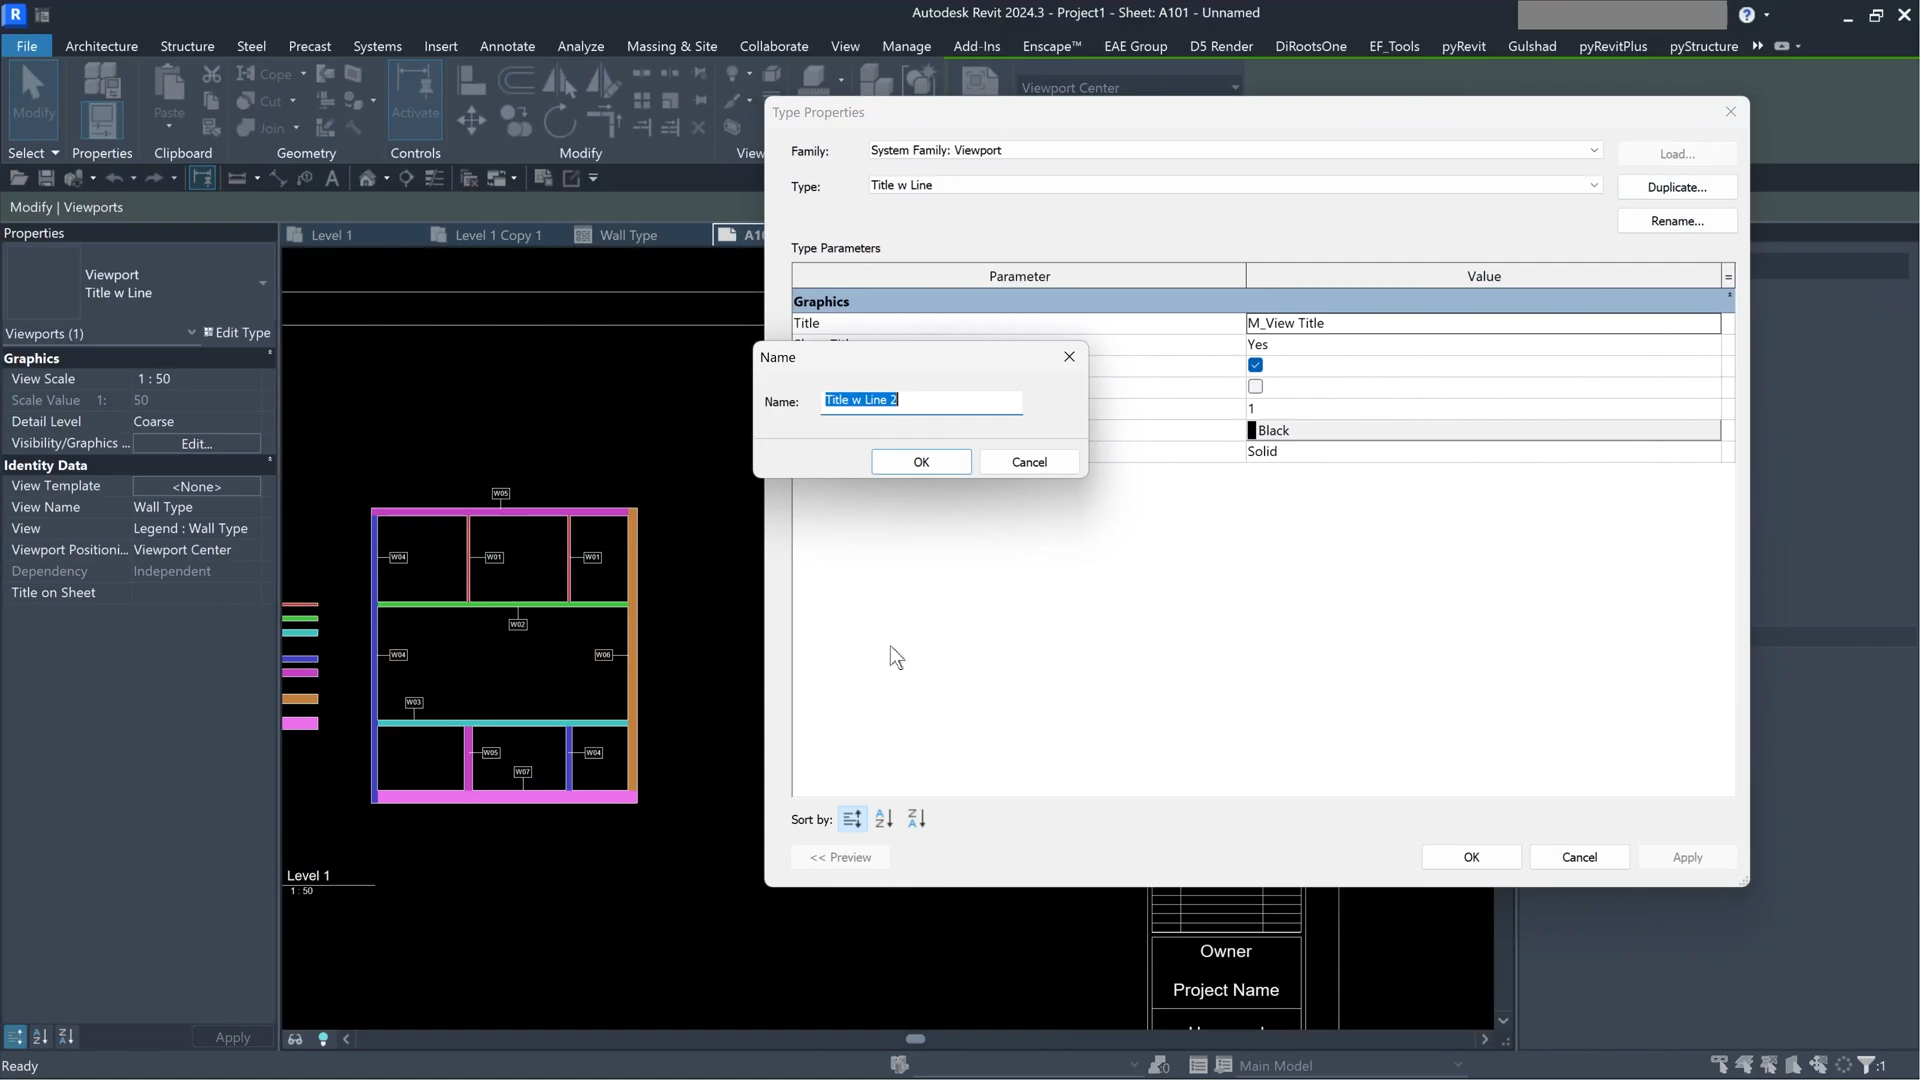 R
Autodesk Revit 2024.3 - Project1 - Sheet: A101 - Unnamed
File
Architecture
Structure
Steel
Precast
Systems
Insert
Annotate
Analyze
Massing & Site
Collaborate
View
Manage
Add-Ins
Enscape™
EAE Group
D5 Render
DiRootsOne
EF_Tools
pyRevit
Gulshad
pyRevitPlus
pyStructure
Modify
Paste
Cope
Cut
Join
Activate
Viewport Center
Select
Properties
Clipboard
Geometry
Controls
Modify
Modify | Viewports
Properties
Viewport
Title w Line
Viewports (1)
Edit Type
Graphics
View Scale
1 : 50
Scale Value 1:
50
Detail Level
Coarse
Visibility/Graphics ...
Edit...
Identity Data
View Template
<None>
View Name
Wall Type
View
Legend : Wall Type
Viewport Positioni...
Viewport Center
Dependency
Independent
Title on Sheet
Apply
Ready
Level 1
Level 1 Copy 1
Wall Type
W05
W04
W01
W01
W02
W04
W06
W03
W05
W04
W07
Level 1
1 : 50
Owner
Project Name
Main Model
:1
Type Properties
Family:
System Family: Viewport
Load...
Type:
Title w Line
Duplicate...
Rename...
Type Parameters
Parameter
Value
=
Graphics
Title
M_View Title
Yes
1
Black
Solid
Name
Name:
Title w Line 2
OK
Cancel
Sort by:
<< Preview
OK
Cancel
Apply